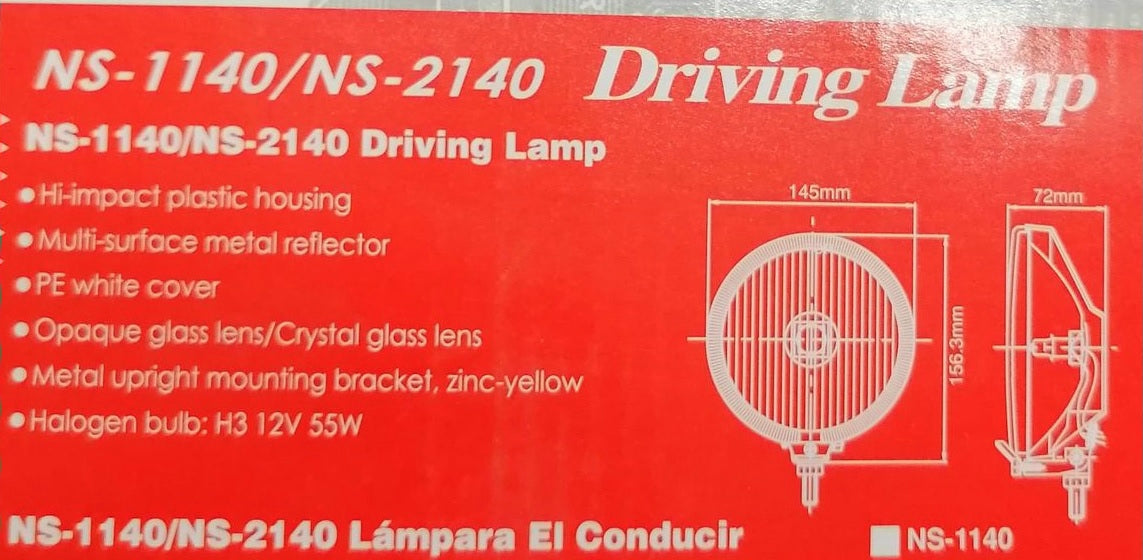 NS-1140/NS-2140 Driving Lamp
NS-1140/NS-2140 Driving Lamp
•Hi-impact plastic housing
•Multi-surface metal reflector
•PE white cover
•Opaque glass lens/Crystal glass lens
•Metal upright mounting bracket, zinc-yellow
•Halogen bulb: H3 12V 55W
145mm
72mm
156.3mm
NS-1140/NS-2140 Lámpara El Conducir
NS-1140